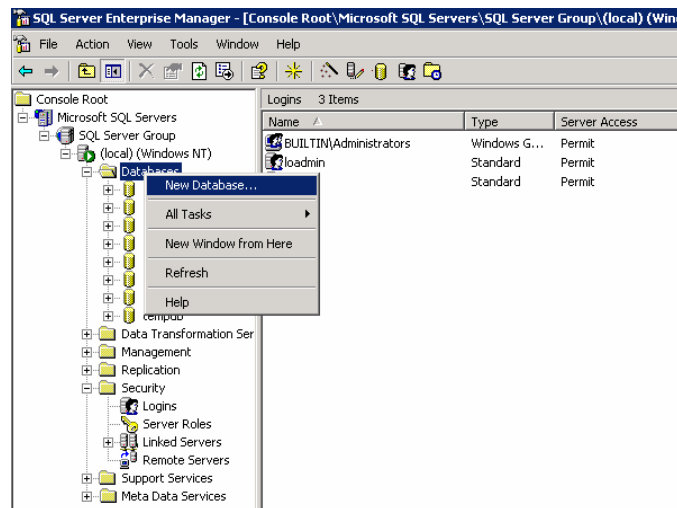 SQL Server Enterprise Manager - [Console Root\Microsoft SQL Servers\SQL Server Group\(local) (Win
File Action View Tools Window Help
Console Root
Microsoft SQL Servers
SQL Server Group
(local) (Windows NT)
Databases
tempdb
Data Transformation Ser
Management
Replication
Security
Logins
Server Roles
Linked Servers
Remote Servers
Support Services
Meta Data Services
New Database...
All Tasks
New Window from Here
Refresh
Help
Logins 3 Items
Name Type Server Access
BUILTIN\Administrators Windows G... Permit
loadmin Standard Permit
Standard Permit